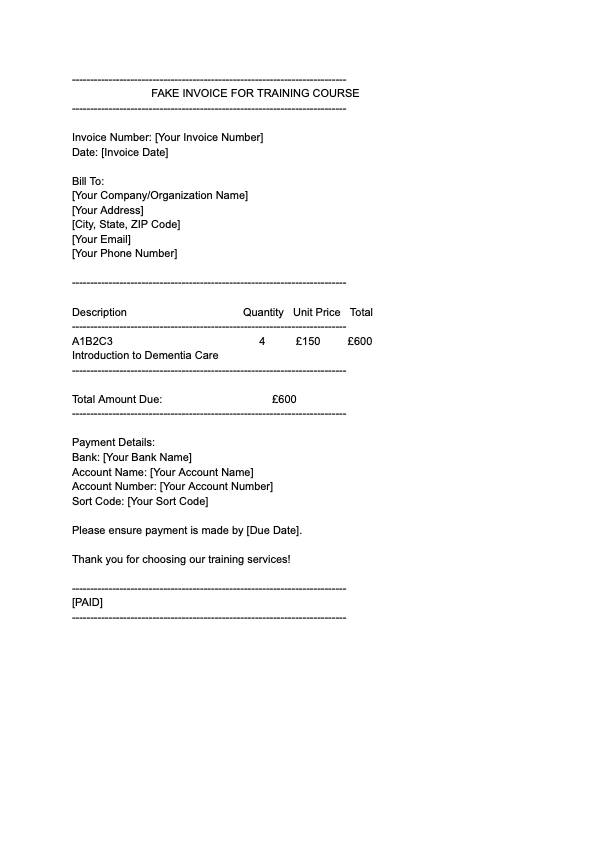 ---------------------------------------------------------------------------
FAKE INVOICE FOR TRAINING COURSE
---------------------------------------------------------------------------
Invoice Number: [Your Invoice Number]
Date: [Invoice Date]
Bill To:
[Your Company/Organization Name]
[Your Address]
[City, State, ZIP Code]
[Your Email]
[Your Phone Number]
---------------------------------------------------------------------------
Description Quantity Unit Price Total
---------------------------------------------------------------------------
A1B2C3 4 £150 £600
Introduction to Dementia Care
---------------------------------------------------------------------------
Total Amount Due: £600
---------------------------------------------------------------------------
Payment Details:
Bank: [Your Bank Name]
Account Name: [Your Account Name]
Account Number: [Your Account Number]
Sort Code: [Your Sort Code]
Please ensure payment is made by [Due Date].
Thank you for choosing our training services!
---------------------------------------------------------------------------
[PAID]
---------------------------------------------------------------------------